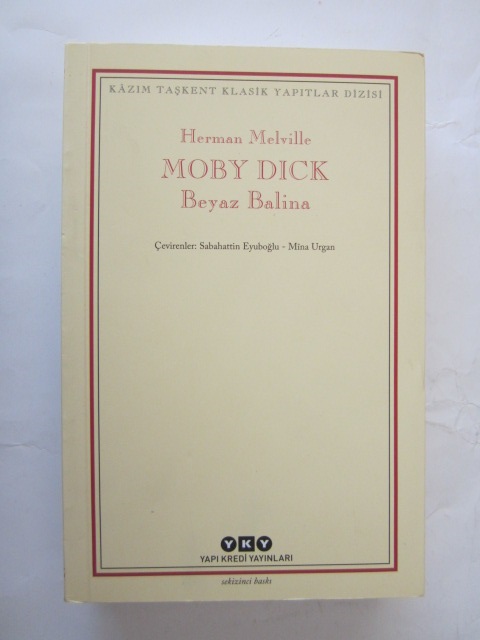 KÂZIM TAŞKENT KLASİK YAPITLAR DİZİSİ
Herman Melville
MOBY DICK
Beyaz Balina
Çevirenler: Sabahattin Eyuboğlu - Mîna Urgan
YKY
YAPI KREDİ YAYINLARI
sekizinci baskı